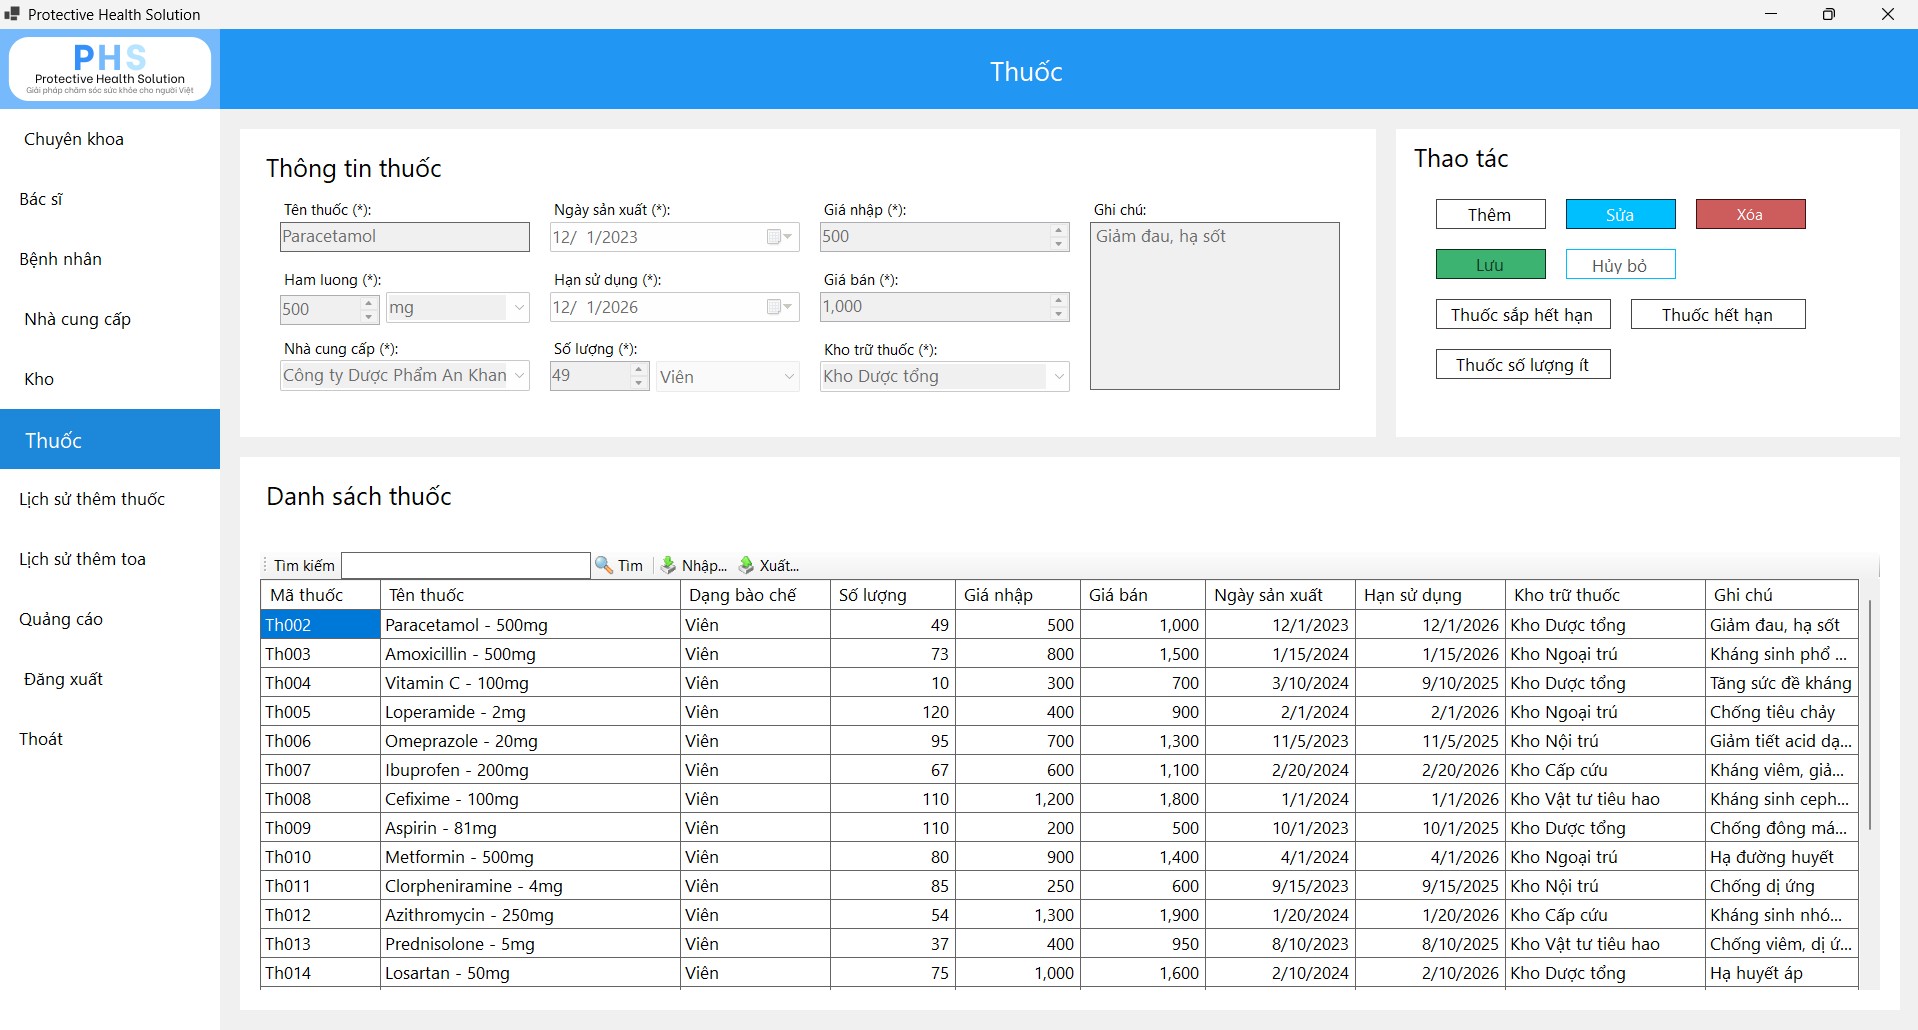 Protective Health Solution
PHS
Protective Health Solution
Giải pháp chăm sóc sức khỏe cho người Việt
Thuốc
Chuyên khoa
Bác sĩ
Bệnh nhân
Nhà cung cấp
Kho
Thuốc
Lịch sử thêm thuốc
Lịch sử thêm toa
Quảng cáo
Đăng xuất
Thoát
Thông tin thuốc
Tên thuốc (*): Ngày sản xuất (*): Giá nhập (*): Ghi chú:
Paracetamol 12/ 1/2023 500 Giảm đau, hạ sốt
Ham luong (*): Hạn sử dụng (*): Giá bán (*):
500 mg 12/ 1/2026 1,000
Nhà cung cấp (*): Số lượng (*): Kho trữ thuốc (*):
Công ty Dược Phẩm An Khan 49 Viên Kho Dược tổng
Thao tác
Thêm Sửa Xóa
Lưu Hủy bỏ
Thuốc sắp hết hạn Thuốc hết hạn
Thuốc số lượng ít
Danh sách thuốc
Tìm kiếm Tìm Nhập... Xuất...
Mã thuốc Tên thuốc Dạng bào chế Số lượng Giá nhập Giá bán Ngày sản xuất Hạn sử dụng Kho trữ thuốc Ghi chú
Th002 Paracetamol - 500mg Viên 49 500 1,000 12/1/2023 12/1/2026 Kho Dược tổng Giảm đau, hạ sốt
Th003 Amoxicillin - 500mg Viên 73 800 1,500 1/15/2024 1/15/2026 Kho Ngoại trú Kháng sinh phổ ...
Th004 Vitamin C - 100mg Viên 10 300 700 3/10/2024 9/10/2025 Kho Dược tổng Tăng sức đề kháng
Th005 Loperamide - 2mg Viên 120 400 900 2/1/2024 2/1/2026 Kho Ngoại trú Chống tiêu chảy
Th006 Omeprazole - 20mg Viên 95 700 1,300 11/5/2023 11/5/2025 Kho Nội trú Giảm tiết acid dạ...
Th007 Ibuprofen - 200mg Viên 67 600 1,100 2/20/2024 2/20/2026 Kho Cấp cứu Kháng viêm, giả...
Th008 Cefixime - 100mg Viên 110 1,200 1,800 1/1/2024 1/1/2026 Kho Vật tư tiêu hao Kháng sinh ceph...
Th009 Aspirin - 81mg Viên 110 200 500 10/1/2023 10/1/2025 Kho Dược tổng Chống đông má...
Th010 Metformin - 500mg Viên 80 900 1,400 4/1/2024 4/1/2026 Kho Ngoại trú Hạ đường huyết
Th011 Clorpheniramine - 4mg Viên 85 250 600 9/15/2023 9/15/2025 Kho Nội trú Chống dị ứng
Th012 Azithromycin - 250mg Viên 54 1,300 1,900 1/20/2024 1/20/2026 Kho Cấp cứu Kháng sinh nhó...
Th013 Prednisolone - 5mg Viên 37 400 950 8/10/2023 8/10/2025 Kho Vật tư tiêu hao Chống viêm, dị ứ...
Th014 Losartan - 50mg Viên 75 1,000 1,600 2/10/2024 2/10/2026 Kho Dược tổng Hạ huyết áp